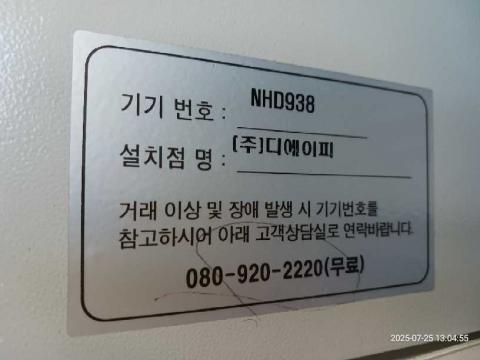 기기 번호 : NHD938
설치점 명 : [주]디에이피
거래 이상 및 장애 발생 시 기기번호를
참고하시어 아래 고객상담실로 연락바랍니다.
080-920-2220(무료)
2025-07-25 13:04:55